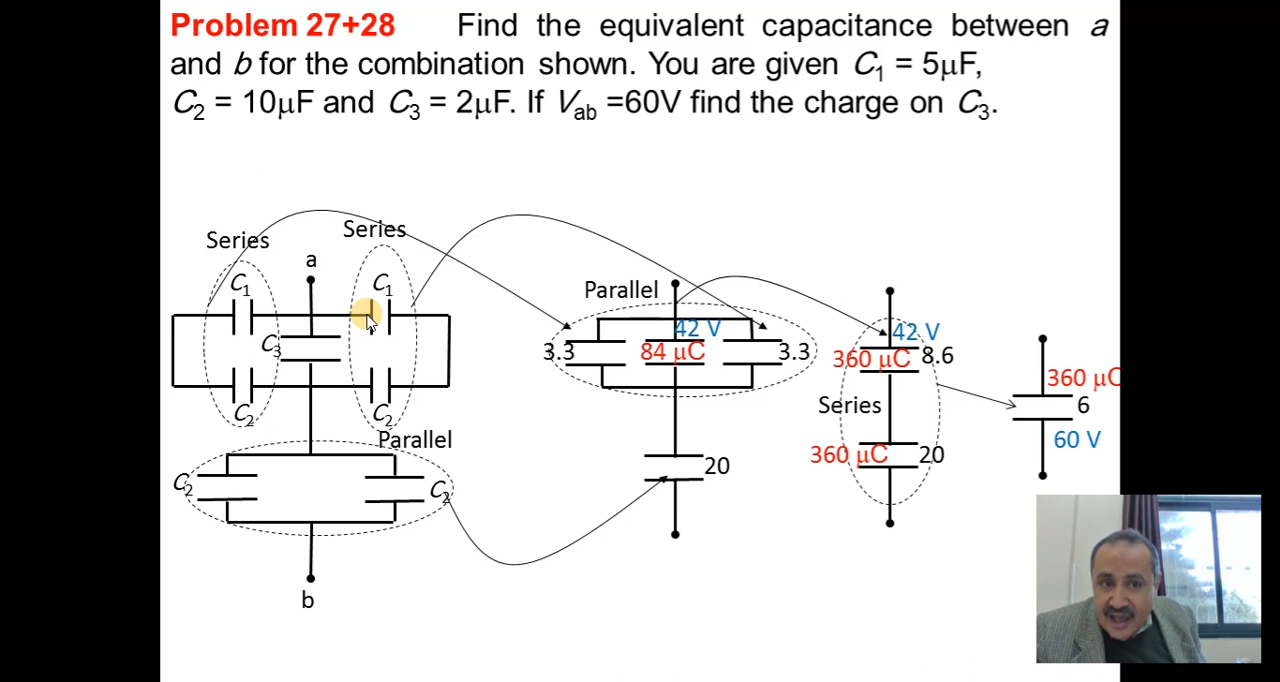 Problem 27+28 Find the equivalent capacitance between a
and b for the combination shown. You are given C1 = 5μF,
C2 = 10μF and C3 = 2μF. If Vab =60V find the charge on C3.
Series
Series
a
C1
C1
C3
C2
C2
Parallel
C2
C2
b
Parallel
42 V
3.3
84 μC
3.3
20
42 V
360 μC
8.6
Series
360 μC
20
360 μC
6
60 V